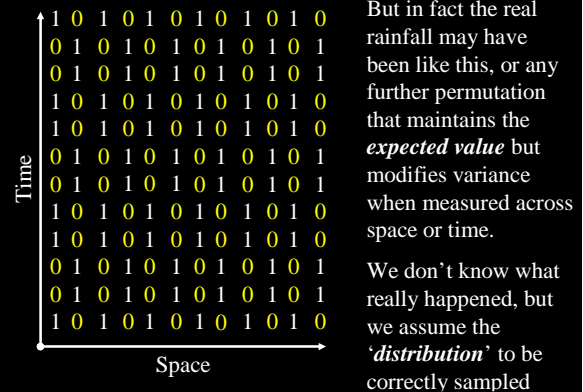 1 0 1 0 1 0 1 0 1 0 1 0
0 1 0 1 0 1 0 1 0 1 0 1
0 1 0 1 0 1 0 1 0 1 0 1
1 0 1 0 1 0 1 0 1 0 1 0
1 0 1 0 1 0 1 0 1 0 1 0
0 1 0 1 0 1 0 1 0 1 0 1
0 1 0 1 0 1 0 1 0 1 0 1
1 0 1 0 1 0 1 0 1 0 1 0
1 0 1 0 1 0 1 0 1 0 1 0
0 1 0 1 0 1 0 1 0 1 0 1
0 1 0 1 0 1 0 1 0 1 0 1
1 0 1 0 1 0 1 0 1 0 1 0
Time
Space
But in fact the real
rainfall may have
been like this, or any
further permutation
that maintains the
expected value but
modifies variance
when measured across
space or time.
We don’t know what
really happened, but
we assume the
‘distribution’ to be
correctly sampled